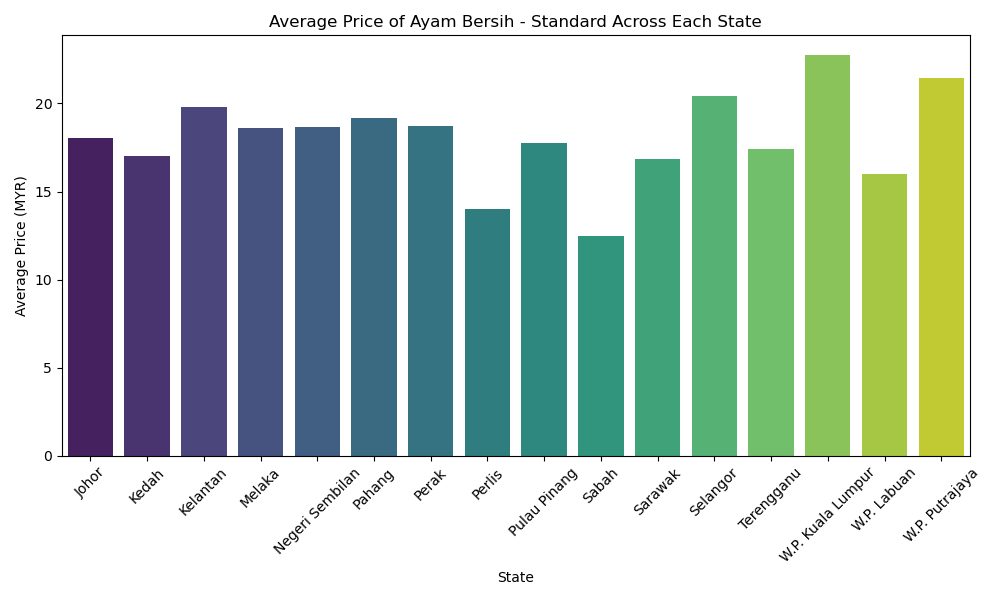 Average Price of Ayam Bersih - Standard Across Each State
Average Price (MYR)
20
15
10
5
0
Johor
Kedah
Kelantan
Melaka
Negeri Sembilan
Pahang
Perak
Perlis
Pulau Pinang
Sabah
Sarawak
Selangor
Terengganu
W.P. Kuala Lumpur
W.P. Labuan
W.P. Putrajaya
State